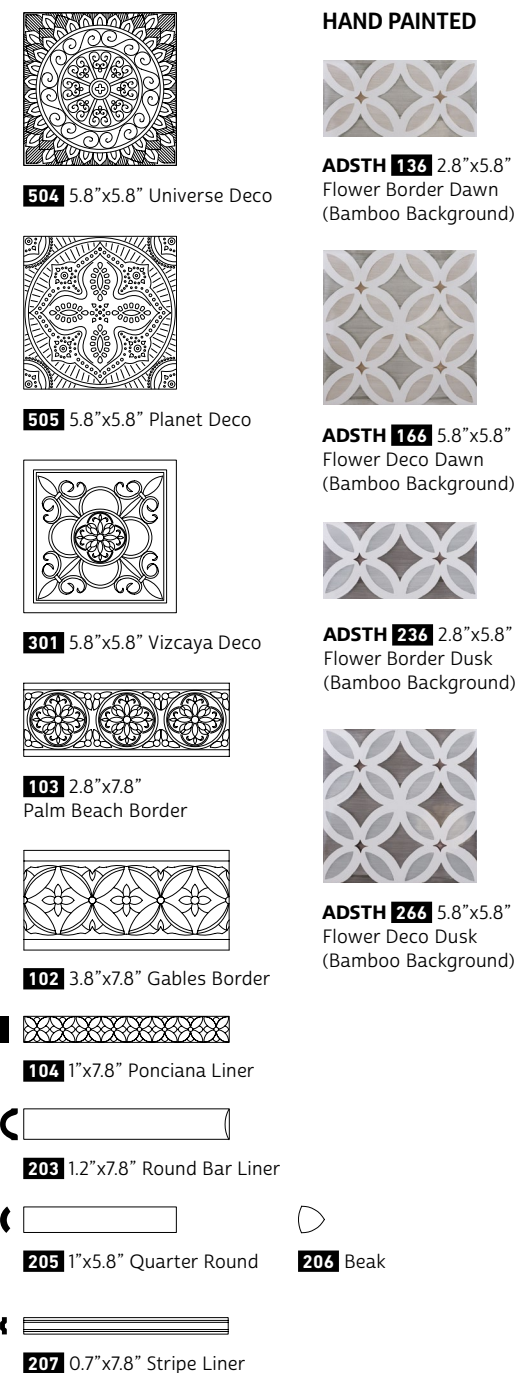 504 5.8”x5.8” Universe Deco
505 5.8”x5.8” Planet Deco
301 5.8”x5.8” Vizcaya Deco
103 2.8”x7.8”
Palm Beach Border
102 3.8”x7.8” Gables Border
104 1”x7.8” Ponciana Liner
203 1.2”x7.8” Round Bar Liner
205 1”x5.8” Quarter Round
206 Beak
207 0.7”x7.8” Stripe Liner
HAND PAINTED
ADSTH 136 2.8”x5.8”
Flower Border Dawn
(Bamboo Background)
ADSTH 166 5.8”x5.8”
Flower Deco Dawn
(Bamboo Background)
ADSTH 236 2.8”x5.8”
Flower Border Dusk
(Bamboo Background)
ADSTH 266 5.8”x5.8”
Flower Deco Dusk
(Bamboo Background)